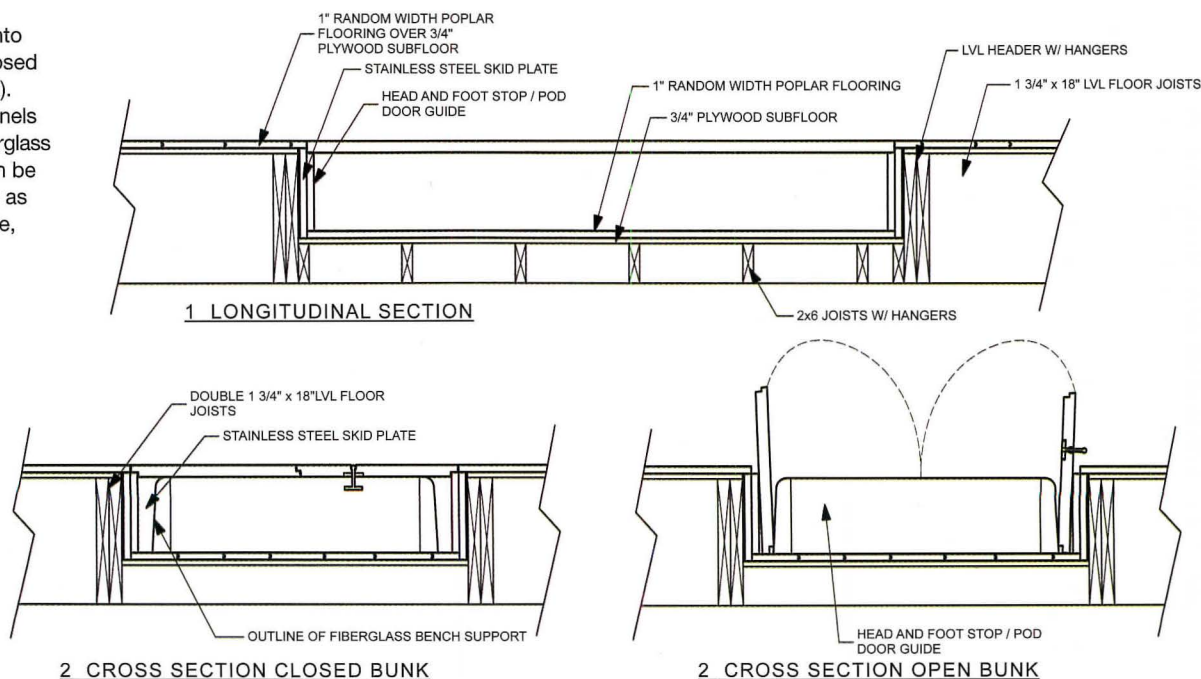 nto
osed
).
nels
rglass
n be
as
e,
1" RANDOM WIDTH POPLAR
FLOORING OVER 3/4"
PLYWOOD SUBFLOOR
STAINLESS STEEL SKID PLATE
HEAD AND FOOT STOP / POD
DOOR GUIDE
1" RANDOM WIDTH POPLAR FLOORING
3/4" PLYWOOD SUBFLOOR
LVL HEADER W/ HANGERS
1 3/4" x 18" LVL FLOOR JOISTS
1 LONGITUDINAL SECTION
2x6 JOISTS W/ HANGERS
DOUBLE 1 3/4" x 18"LVL FLOOR
JOISTS
STAINLESS STEEL SKID PLATE
OUTLINE OF FIBERGLASS BENCH SUPPORT
2 CROSS SECTION CLOSED BUNK
HEAD AND FOOT STOP / POD
DOOR GUIDE
2 CROSS SECTION OPEN BUNK